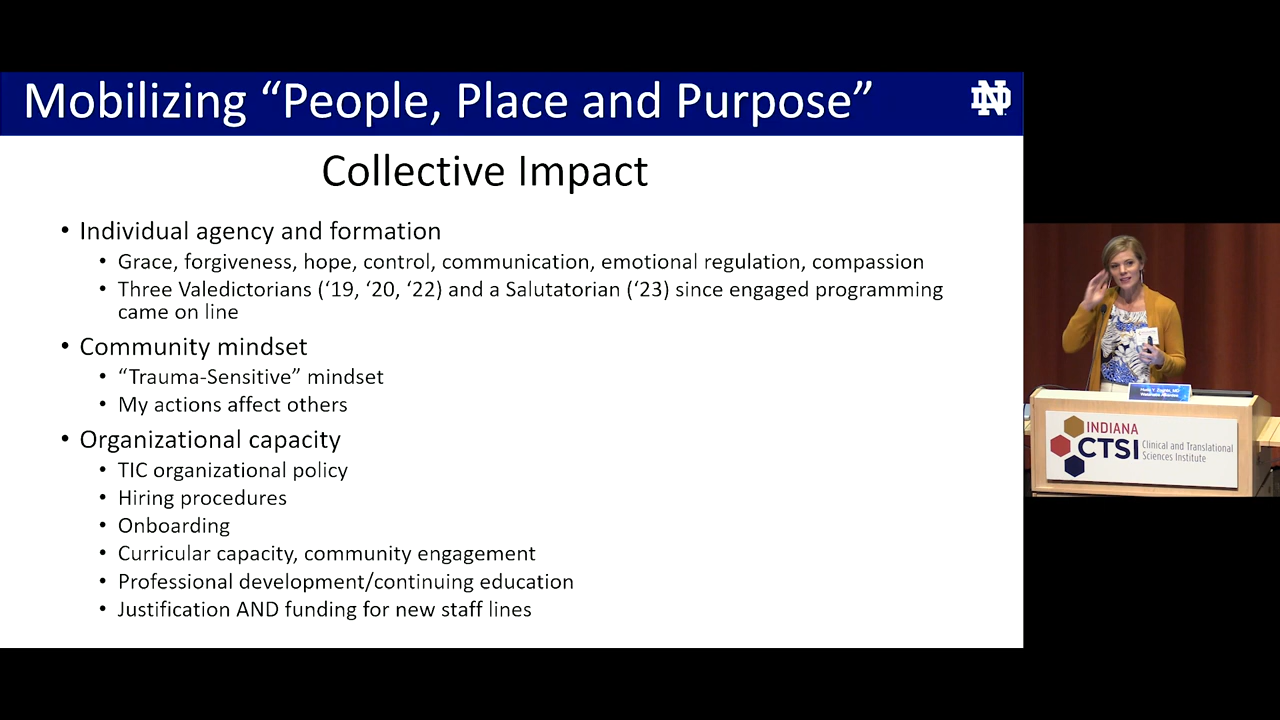 Mobilizing “People, Place and Purpose”
ND
Collective Impact
• Individual agency and formation
• Grace, forgiveness, hope, control, communication, emotional regulation, compassion
• Three Valedictorians (‘19, ‘20, ‘22) and a Salutatorian (‘23) since engaged programming
came on line
• Community mindset
• “Trauma-Sensitive” mindset
• My actions affect others
• Organizational capacity
• TIC organizational policy
• Hiring procedures
• Onboarding
• Curricular capacity, community engagement
• Professional development/continuing education
• Justification AND funding for new staff lines
INDIANA
CTSI
Clinical and Translational
Sciences Institute